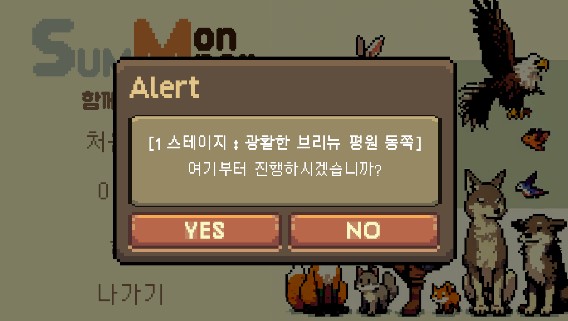 SUMMon
Alert
[1 스테이지 : 광활한 브리뉴 평원 동쪽]
여기부터 진행하시겠습니까?
YES
NO
나가기